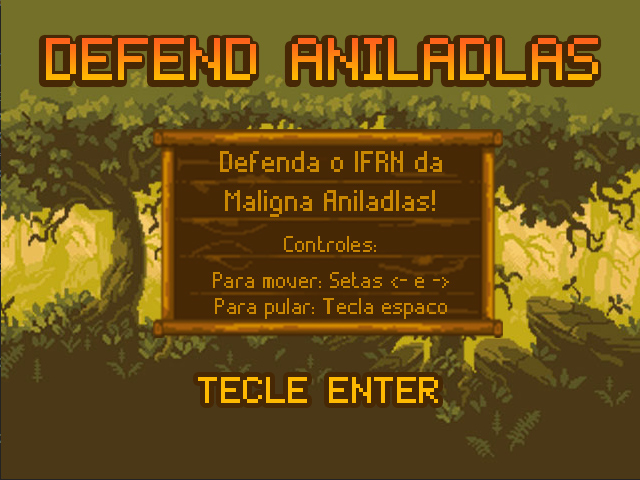 DEFEND ANILADLAS
Defenda o IFRN da
Maligna Aniladlas!
Controles:
Para mover: Setas <- e ->
Para pular: Tecla espaco
TECLE ENTER